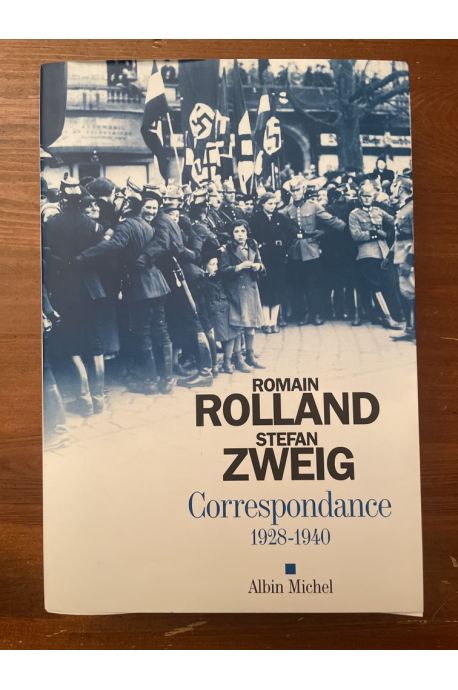 ROMAIN
ROLLAND
STEFAN
ZWEIG
Correspondance
1928-1940
Albin Michel